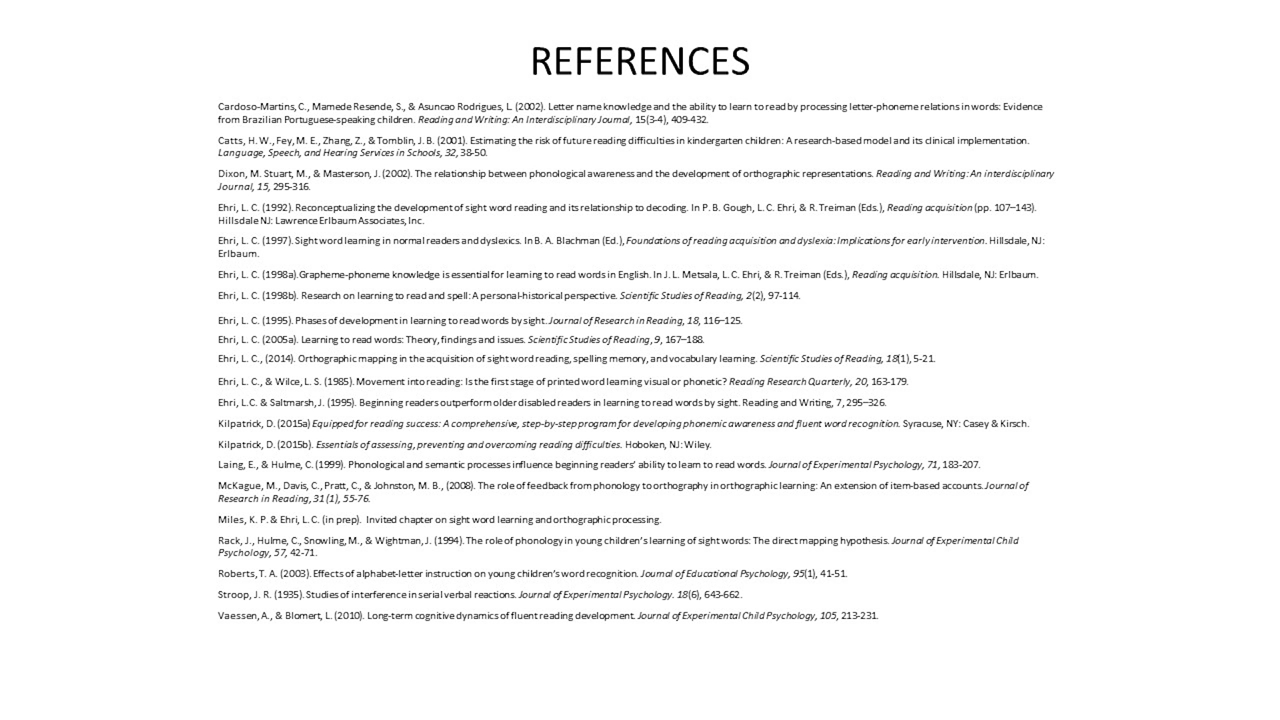 REFERENCES
Cardoso-Martins, C., Mamede Resende, S., & Asuncao Rodrigues, L. (2002). Letter name knowledge and the ability to learn to read by processing letter-phoneme relations in words: Evidence
from Brazilian Portuguese-speaking children. Reading and Writing: An Interdisciplinary Journal, 15(3-4), 409-432.
Catts, H. W., Fey, M. E., Zhang, Z., & Tomblin, J. B. (2001). Estimating the risk of future reading difficulties in kindergarten children: A research-based model and its clinical implementation.
Language, Speech, and Hearing Services in Schools, 32, 38-50.
Dixon, M. Stuart, M., & Masterson, J. (2002). The relationship between phonological awareness and the development of orthographic representations. Reading and Writing: An interdisciplinary
Journal, 15, 295-316.
Ehri, L. C. (1992). Reconceptualizing the development of sight word reading and its relationship to decoding. In P. B. Gough, L. C. Ehri, & R. Treiman (Eds.), Reading acquisition (pp. 107–143).
Hillsdale NJ: Lawrence Erlbaum Associates, Inc.
Ehri, L. C. (1997). Sight word learning in normal readers and dyslexics. In B. A. Blachman (Ed.), Foundations of reading acquisition and dyslexia: Implications for early intervention. Hillsdale, NJ:
Erlbaum.
Ehri, L. C. (1998a).Grapheme-phoneme knowledge is essential for learning to read words in English. In J. L. Metsala, L. C. Ehri, & R. Treiman (Eds.), Reading acquisition. Hillsdale, NJ: Erlbaum.
Ehri, L. C. (1998b). Research on learning to read and spell: A personal-historical perspective. Scientific Studies of Reading, 2(2), 97-114.
Ehri, L. C. (1995). Phases of development in learning to read words by sight. Journal of Research in Reading, 18, 116–125.
Ehri, L. C. (2005a). Learning to read words: Theory, findings and issues. Scientific Studies of Reading, 9, 167–188.
Ehri, L. C., (2014). Orthographic mapping in the acquisition of sight word reading, spelling memory, and vocabulary learning. Scientific Studies of Reading, 18(1), 5-21.
Ehri, L. C., & Wilce, L. S. (1985). Movement into reading: Is the first stage of printed word learning visual or phonetic? Reading Research Quarterly, 20, 163-179.
Ehri, L.C. & Saltmarsh, J. (1995). Beginning readers outperform older disabled readers in learning to read words by sight. Reading and Writing, 7, 295–326.
Kilpatrick, D. (2015a) Equipped for reading success: A comprehensive, step-by-step program for developing phonemic awareness and fluent word recognition. Syracuse, NY: Casey & Kirsch.
Kilpatrick, D. (2015b). Essentials of assessing, preventing and overcoming reading difficulties. Hoboken, NJ: Wiley.
Laing, E., & Hulme, C. (1999). Phonological and semantic processes influence beginning readers’ ability to learn to read words. Journal of Experimental Psychology, 71, 183-207.
McKague, M., Davis, C., Pratt, C., & Johnston, M. B., (2008). The role of feedback from phonology to orthography in orthographic learning: An extension of item-based accounts. Journal of
Research in Reading, 31 (1), 55-76.
Miles, K. P. & Ehri, L. C. (in prep). Invited chapter on sight word learning and orthographic processing.
Rack, J., Hulme, C., Snowling, M., & Wightman, J. (1994). The role of phonology in young children’s learning of sight words: The direct mapping hypothesis. Journal of Experimental Child
Psychology, 57, 42-71.
Roberts, T. A. (2003). Effects of alphabet-letter instruction on young children’s word recognition. Journal of Educational Psychology, 95(1), 41-51.
Stroop, J. R. (1935). Studies of interference in serial verbal reactions. Journal of Experimental Psychology. 18(6), 643-662.
Vaessen, A., & Blomert, L. (2010). Long-term cognitive dynamics of fluent reading development. Journal of Experimental Child Psychology, 105, 213-231.